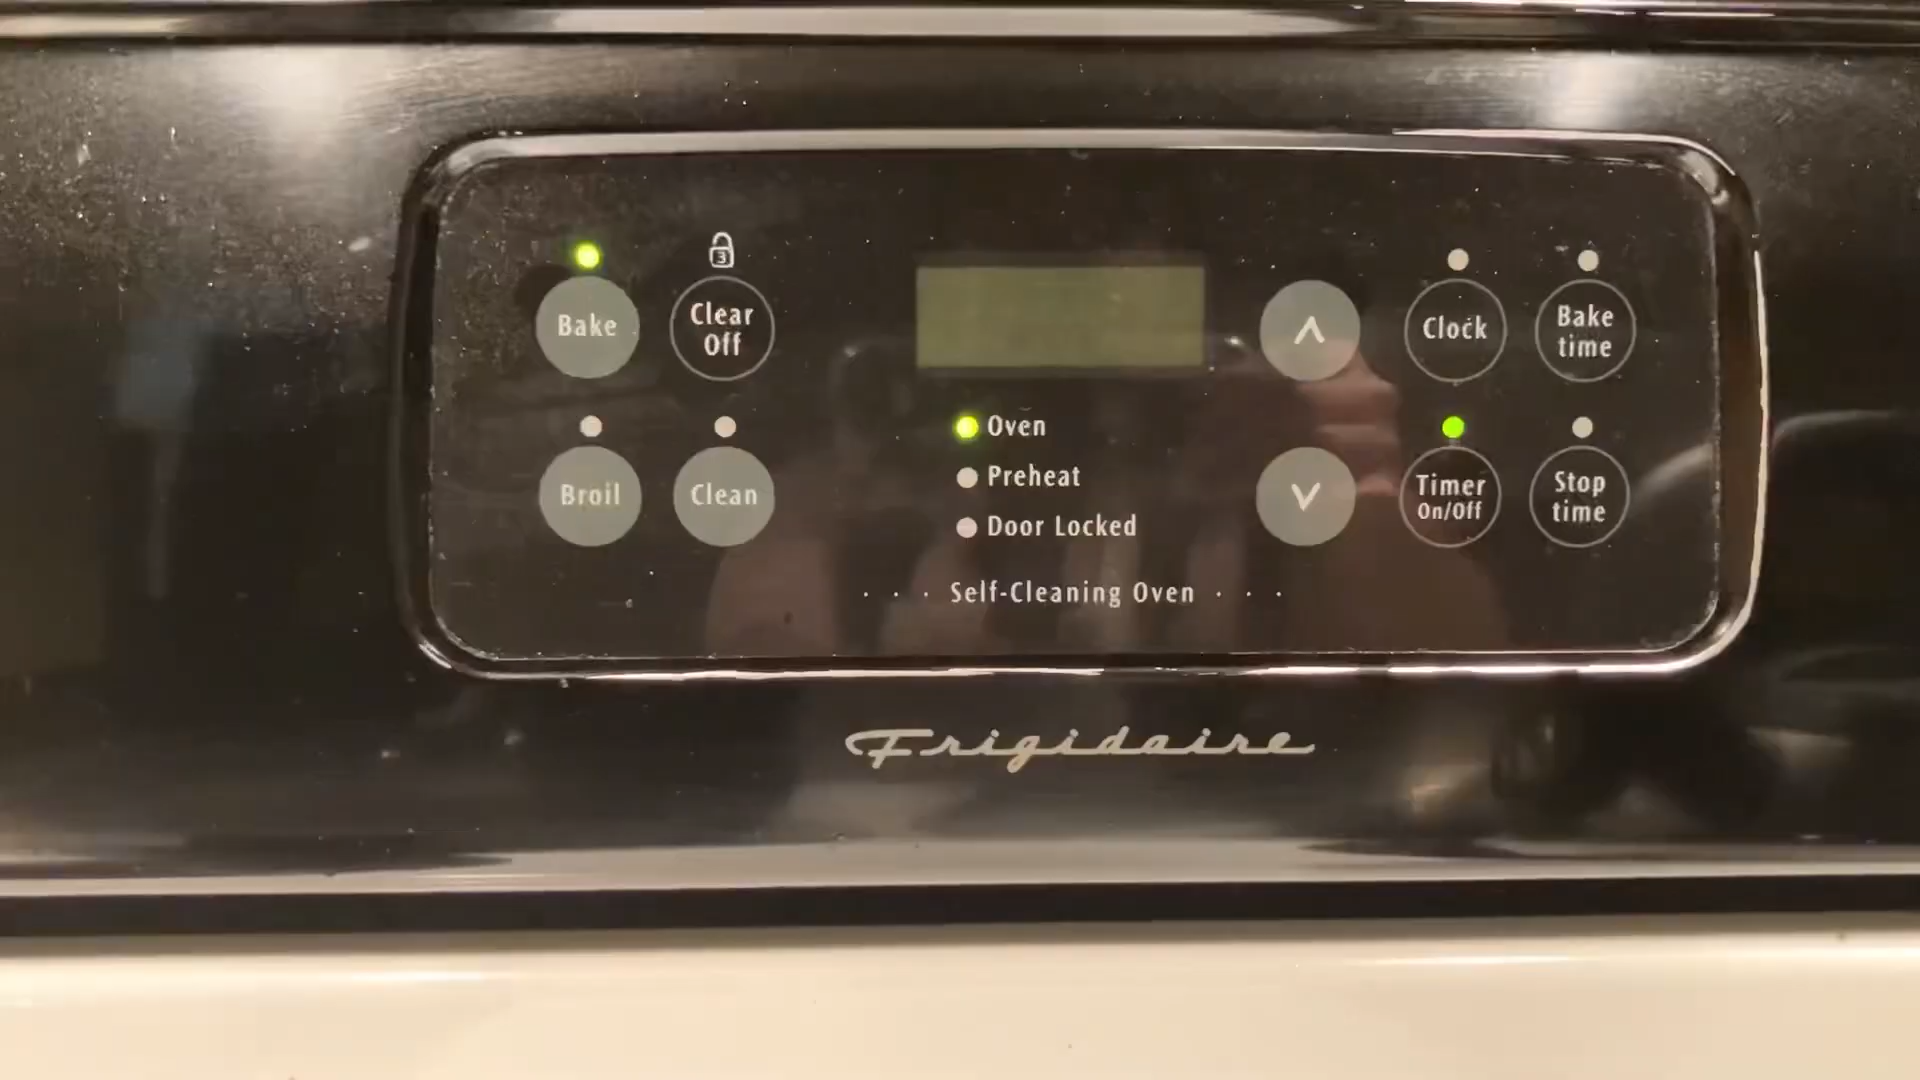 3
Bake
Clear
Off
Clock
Bake
time
Oven
Preheat
Door Locked
Broil
Clean
Timer
On/Off
Stop
time
Self-Cleaning Oven
Frigidaire